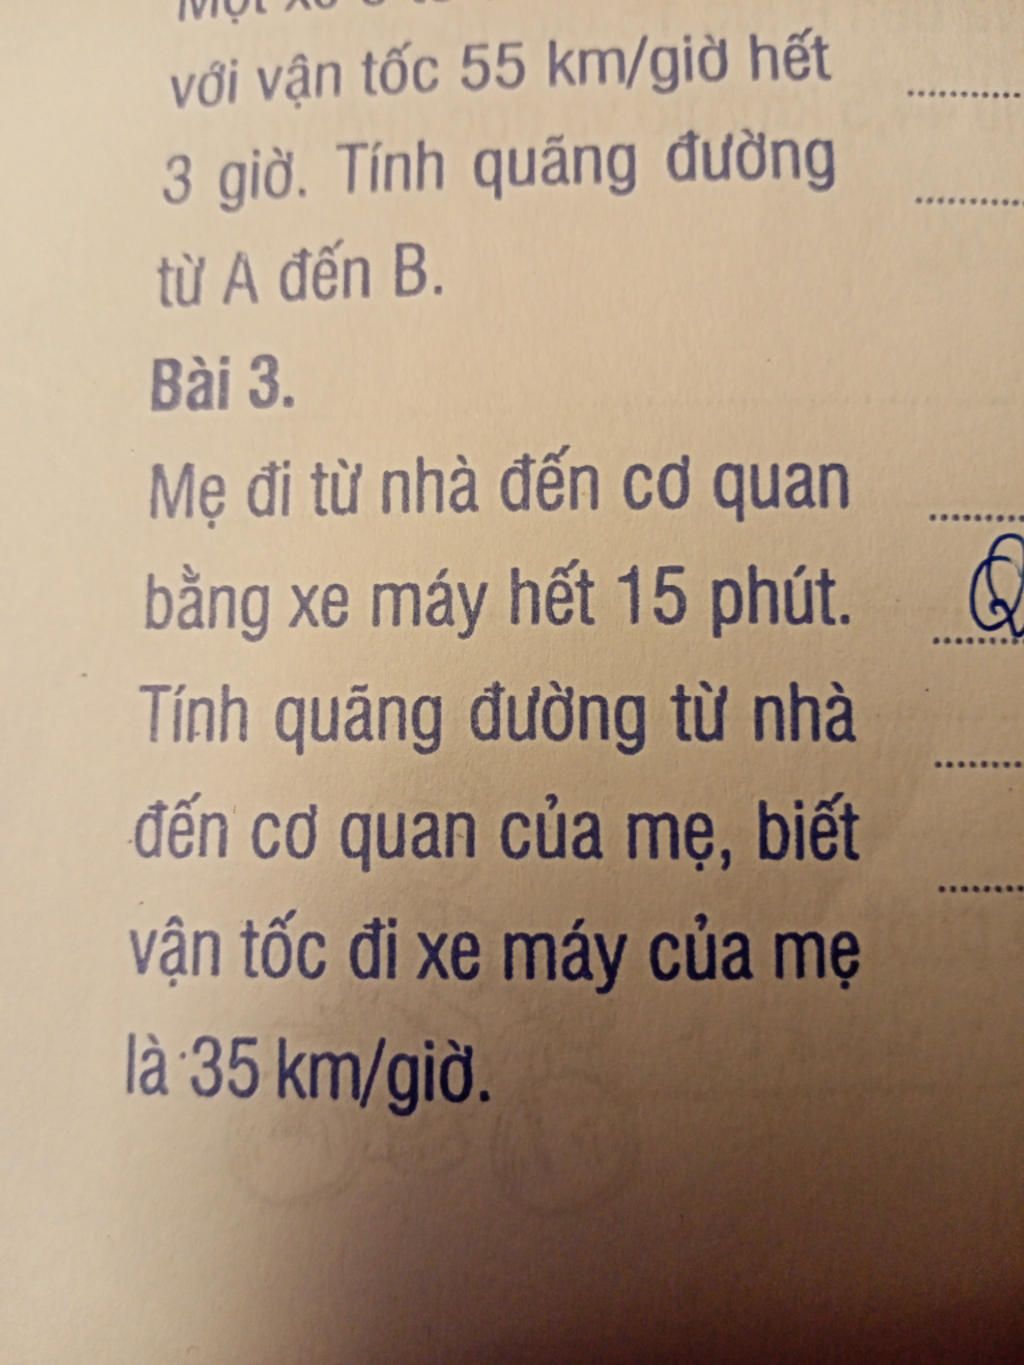 với vận tốc 55 km/giờ hết
3 giờ. Tính quãng đường
từ A đến B.
Bài 3.
Mẹ đi từ nhà đến cơ quan
bằng xe máy hết 15 phút.
Tính quãng đường từ nhà
đến cơ quan của mẹ, biết
vận tốc đi xe máy của mẹ
là 35 km/giờ.